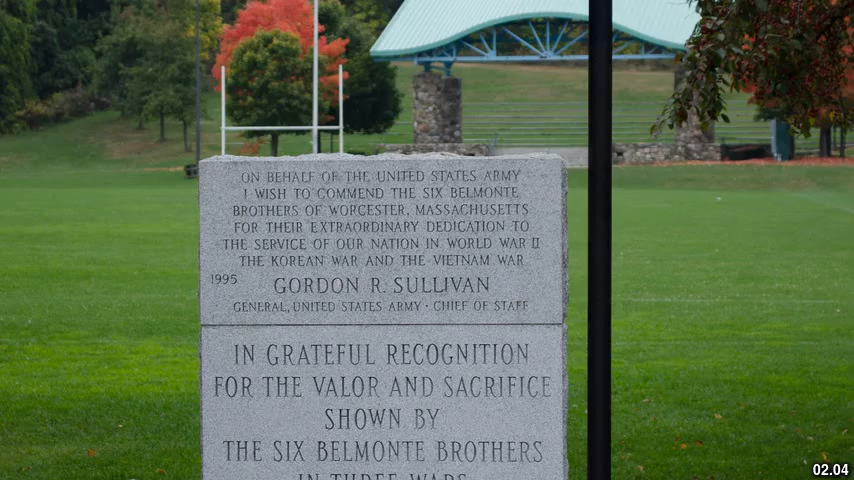 ON BEHALF OF THE UNITED STATES ARMY
I WISH TO COMMEND THE SIX BELMONTE
BROTHERS OF WORCESTER, MASSACHUSETTS
FOR THEIR EXTRAORDINARY DEDICATION TO
THE SERVICE OF OUR NATION IN WORLD WAR II
THE KOREAN WAR AND THE VIETNAM WAR
1995 GORDON R. SULLIVAN
GENERAL, UNITED STATES ARMY · CHIEF OF STAFF
IN GRATEFUL RECOGNITION
FOR THE VALOR AND SACRIFICE
SHOWN BY
THE SIX BELMONTE BROTHERS
IN THREE WARS
02.04